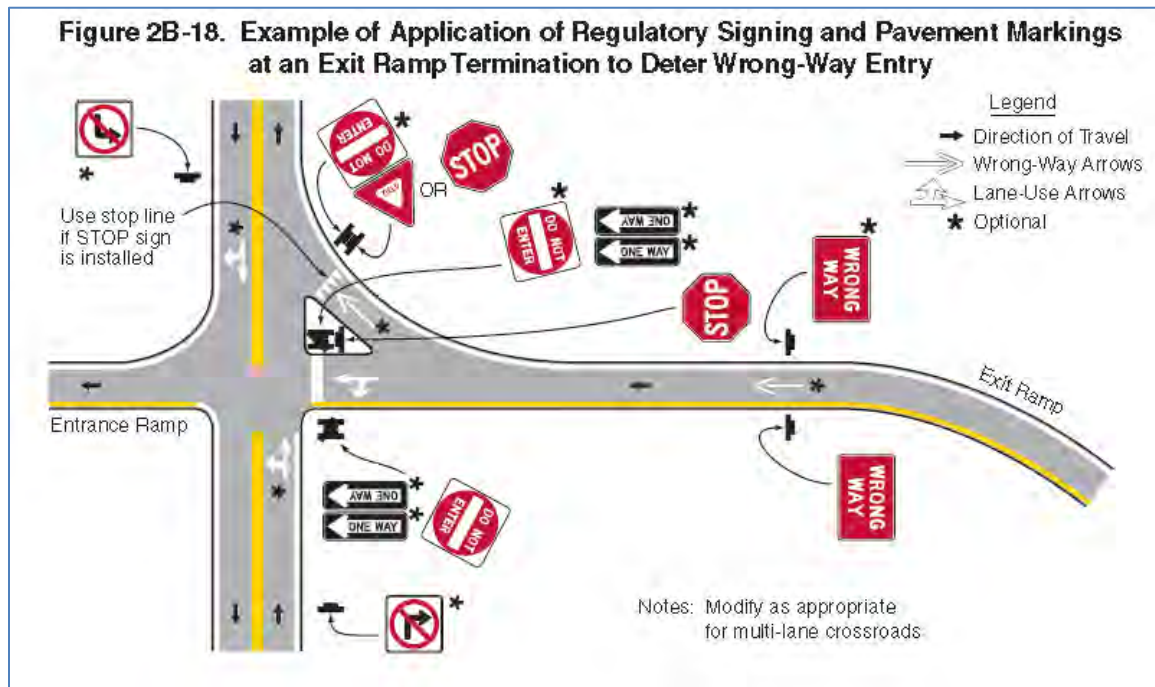 Figure 2B-18. Example of Application of Regulatory Signing and Pavement Markings
at an Exit Ramp Termination to Deter Wrong-Way Entry
Legend
Direction of Travel
Wrong-Way Arrows
Lane-Use Arrows
* Optional
*
DO NOT
ENTER
*
OR
STOP
Use stop line
if STOP sign
is installed
*
DO NOT
ENTER
*
ONE WAY
*
ONE WAY
*
STOP
WRONG
WAY
*
*
*
Exit Ramp
Entrance Ramp
*
ONE WAY
*
ONE WAY
*
DO NOT
ENTER
WRONG
WAY
*
Notes: Modify as appropriate
for multi-lane crossroads